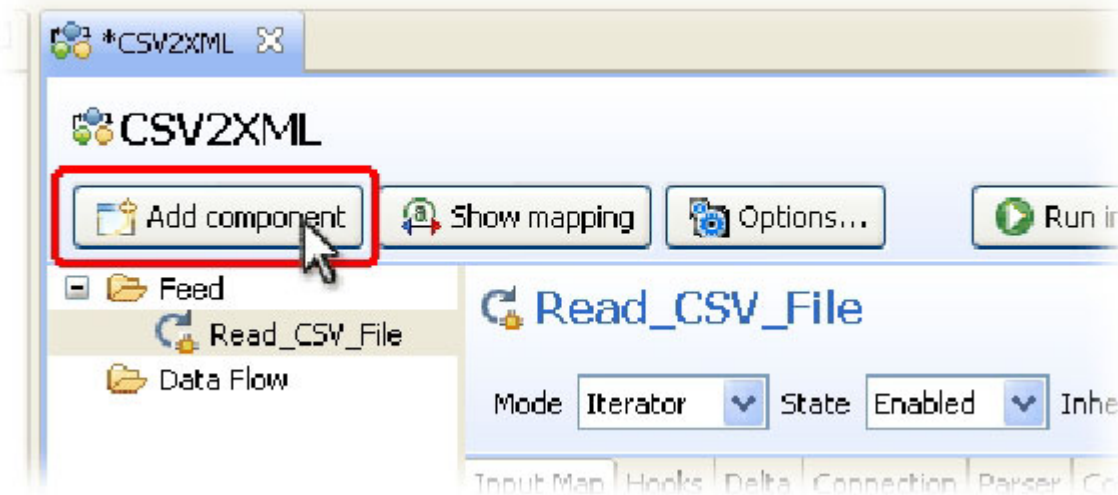 *CSV2XML
CSV2XML
Add component Show mapping Options... Run
Feed
Read_CSV_File
Data Flow
Read_CSV_File
Mode Iterator State Enabled
Input Map Hooks Delta Connection Parser